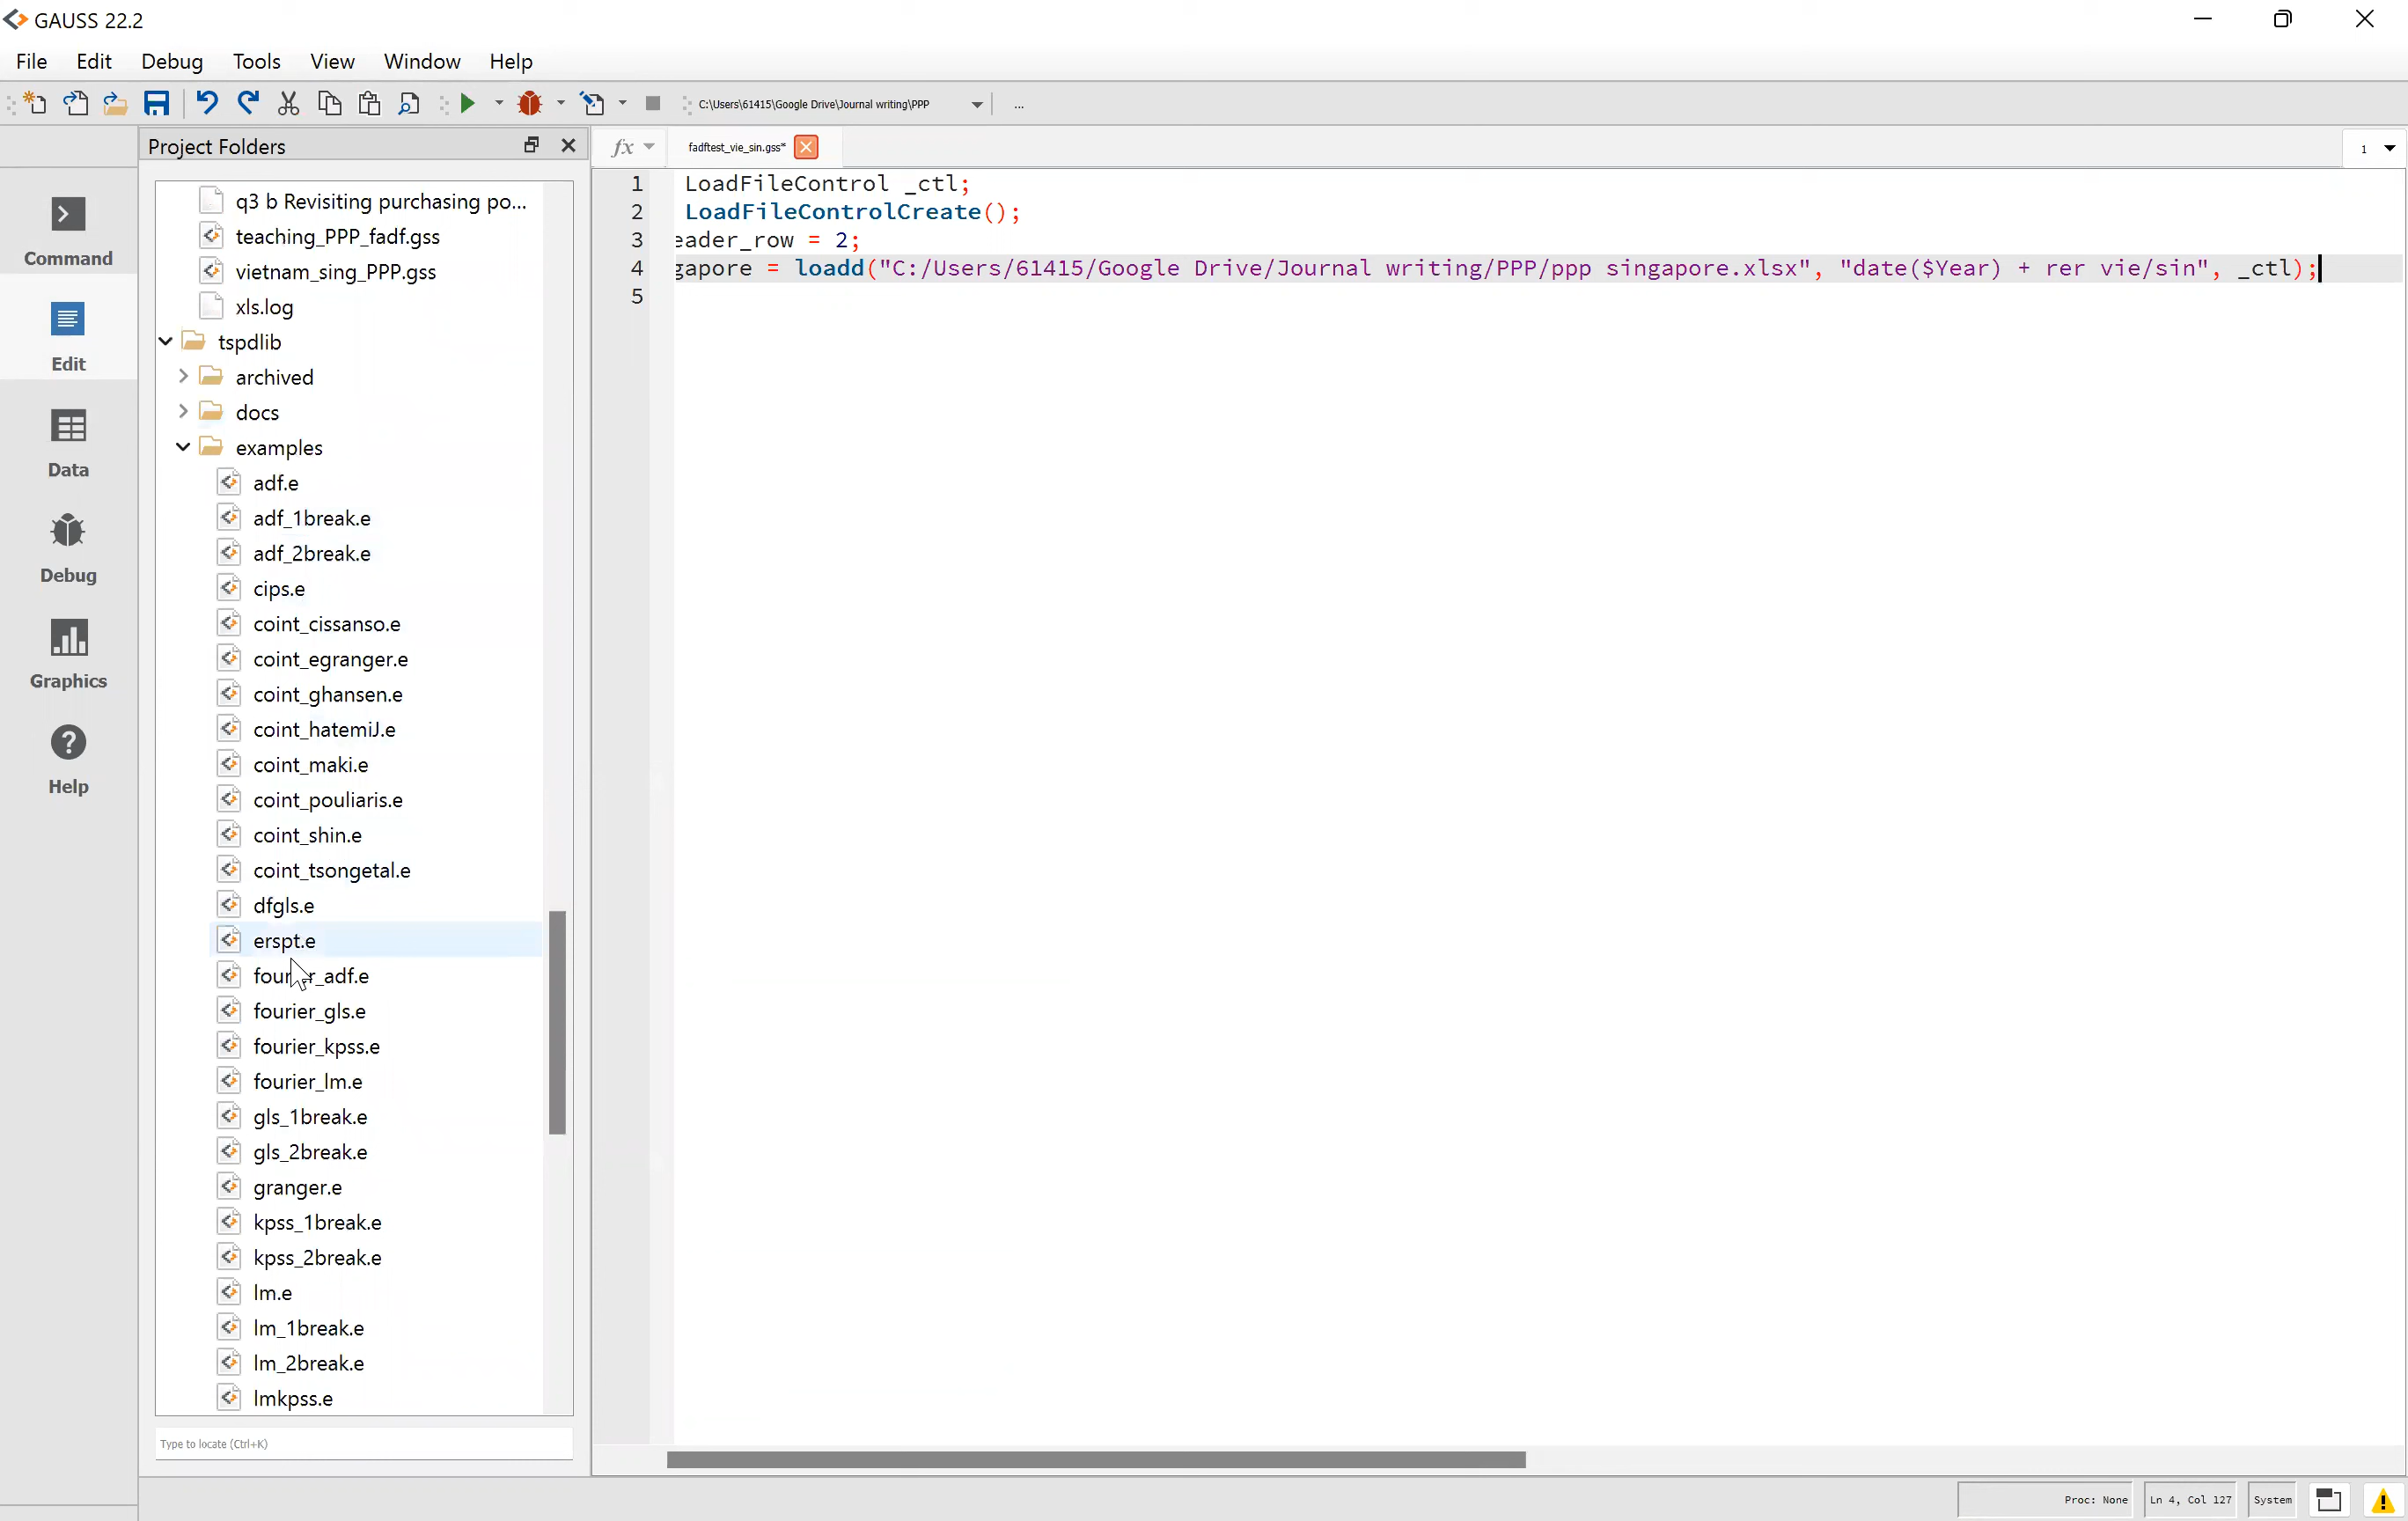 GAUSS 22.2
File Edit Debug Tools View Window Help
C:\Users\61415\Google Drive\Journal writing\PPP ...
Project Folders
fx fadftest_vie_sin.gss* 1
Command
Edit
Data
Debug
Graphics
Help
q3 b Revisiting purchasing po...
teaching_PPP_fadf.gss
vietnam_sing_PPP.gss
xls.log
tspdlib
archived
docs
examples
adf.e
adf_1break.e
adf_2break.e
cips.e
coint_cissanso.e
coint_egranger.e
coint_ghansen.e
coint_hatemiJ.e
coint_maki.e
coint_pouliaris.e
coint_shin.e
coint_tsongetal.e
dfgls.e
erspt.e
fourier_adf.e
fourier_gls.e
fourier_kpss.e
fourier_lm.e
gls_1break.e
gls_2break.e
granger.e
kpss_1break.e
kpss_2break.e
lm.e
lm_1break.e
lm_2break.e
lmkpss.e
Type to locate (Ctrl+K)
1 LoadFileControl _ctl;
2 LoadFileControlCreate();
3 eader_row = 2;
4 gapore = loadd("C:/Users/61415/Google Drive/Journal writing/PPP/ppp singapore.xlsx", "date($Year) + rer vie/sin", _ctl);
5
Proc: None Ln 4, Col 127 System